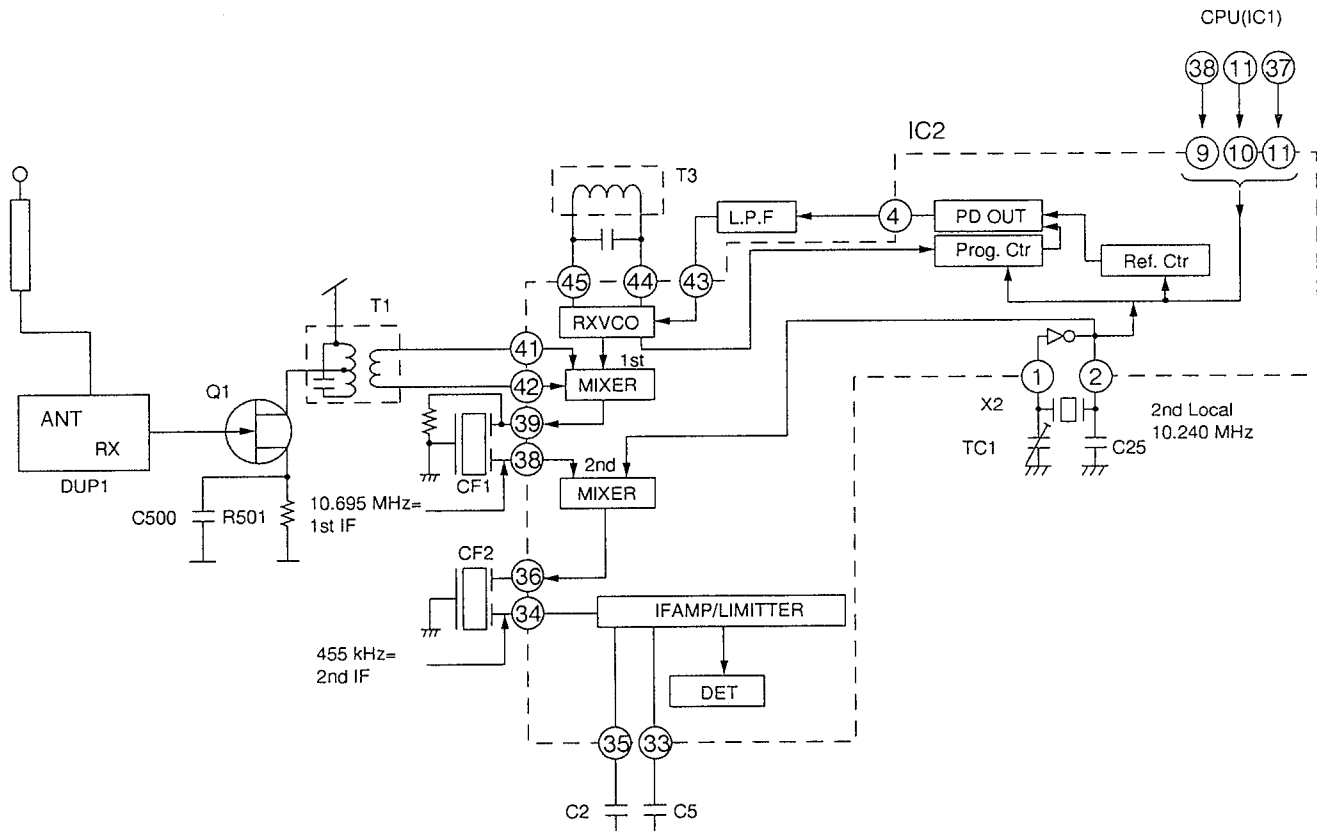 CPU(IC1)
38 11 37
IC2
9 10 11
T3
L.P.F
4
PD OUT
Prog. Ctr
Ref. Ctr
45 44 43
T1
RXVCO
41
1st
42
MIXER
1 2
Q1
39
X2
2nd Local
10.240 MHz
ANT
RX
38
2nd
TC1
C25
DUP1
CF1
MIXER
C500
R501
10.695 MHz=
1st IF
CF2
36
34
IFAMP/LIMITTER
455 kHz=
2nd IF
DET
35 33
C2
C5